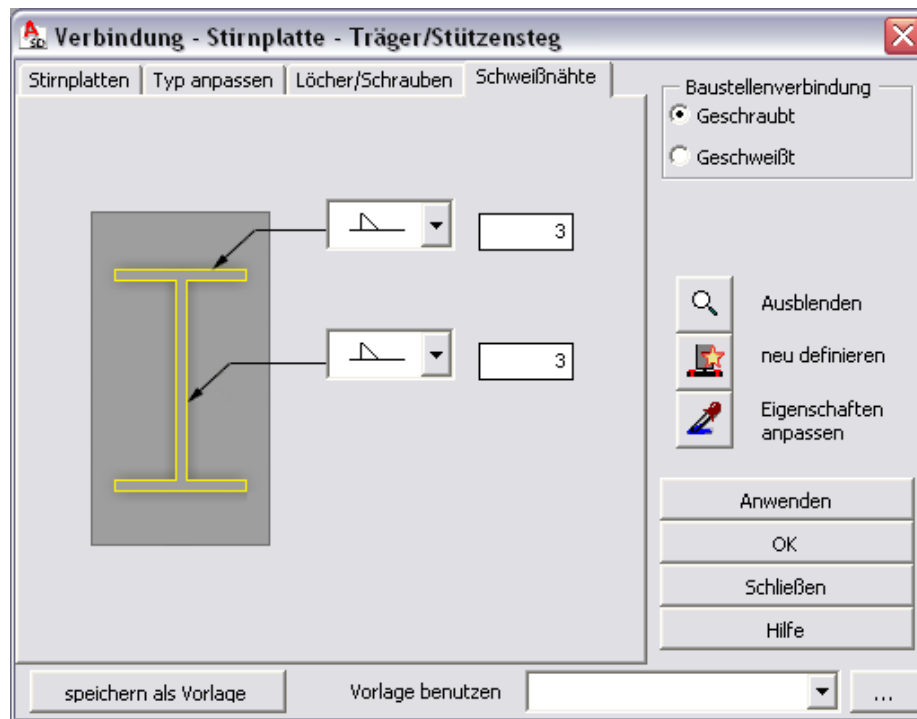 Verbindung - Stirnplatte - Träger/Stützensteg
Stirnplatten
Typ anpassen
Löcher/Schrauben
Schweißnähte
Baustellenverbindung
Geschraubt
Geschweißt
3
3
Ausblenden
neu definieren
Eigenschaften
anpassen
Anwenden
OK
Schließen
Hilfe
speichern als Vorlage
Vorlage benutzen
...